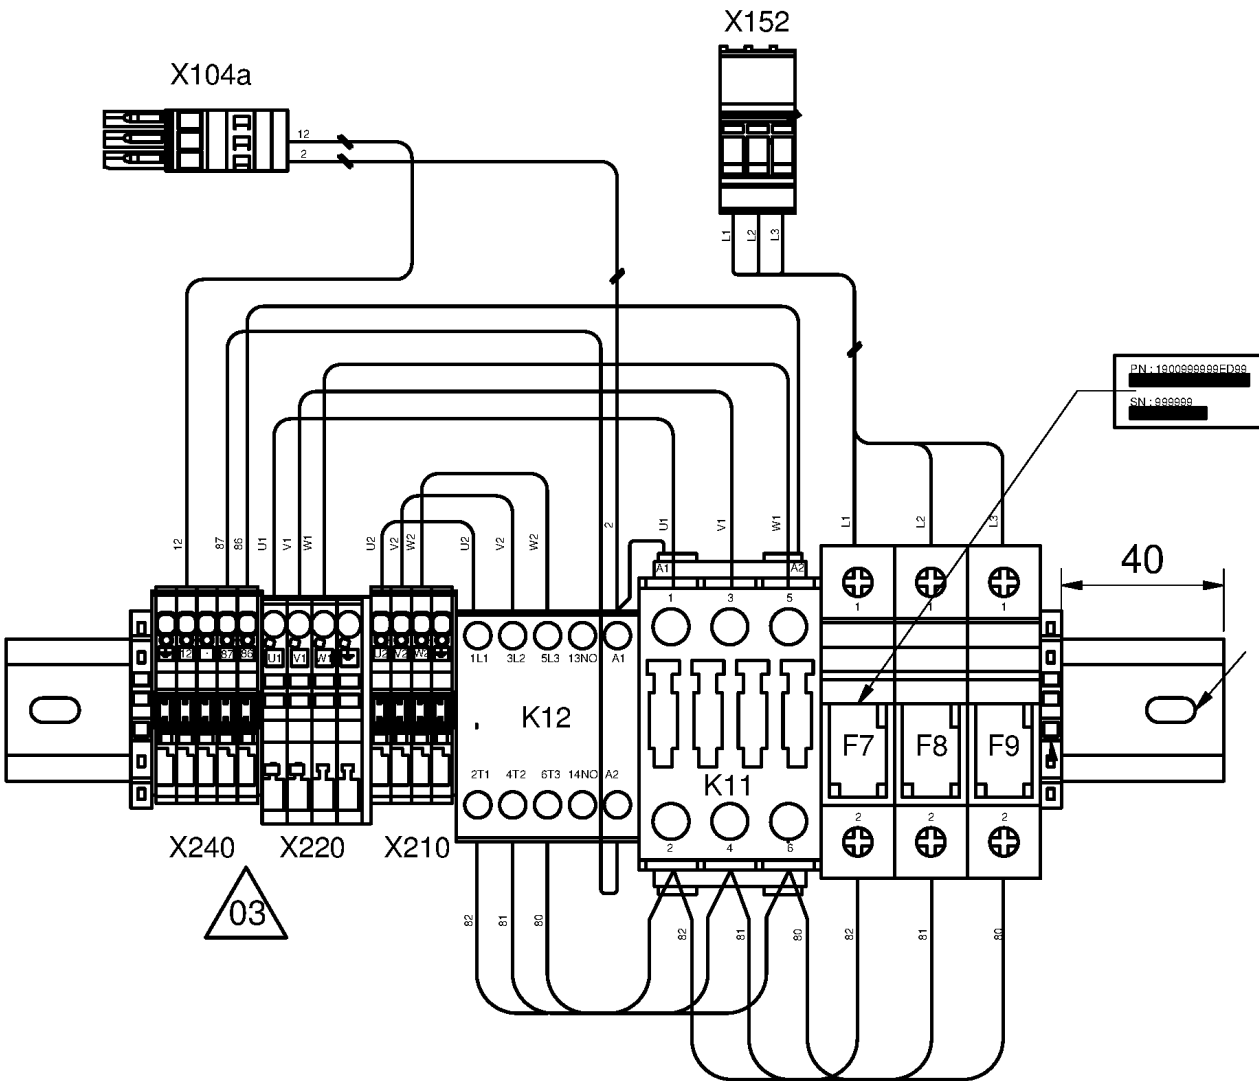 X152
X104a
12
2
L1 L2 L3
PN : 1900999999ED99
SN : 999999
12 87 86 U1 V1 W1 U2 V2 W2 U2 V2 W2 2 U1 V1 W1 L1 L2 L3
40
A1 A2
1 3 5 1 1 1
12 - 87 86 U1 V1 W1 U2 V2 W2
1L1 3L2 5L3 13NO A1
K12
F7 F8 F9
2T1 4T2 6T3 14NO A2
K11
2 4 6 2 2 2
X240 X220 X210
03
82 81 80 82 81 80 82 81 80